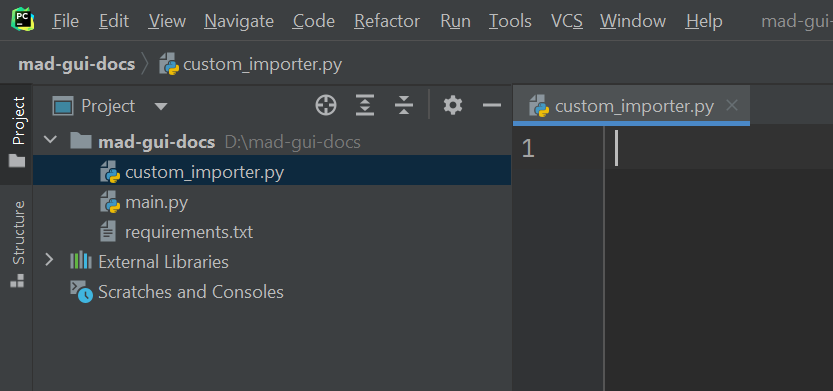 PC File Edit View Navigate Code Refactor Run Tools VCS Window Help mad-gui-
mad-gui-docs custom_importer.py
Project
Structure
Project
mad-gui-docs D:\mad-gui-docs
custom_importer.py
main.py
requirements.txt
External Libraries
Scratches and Consoles
custom_importer.py
1